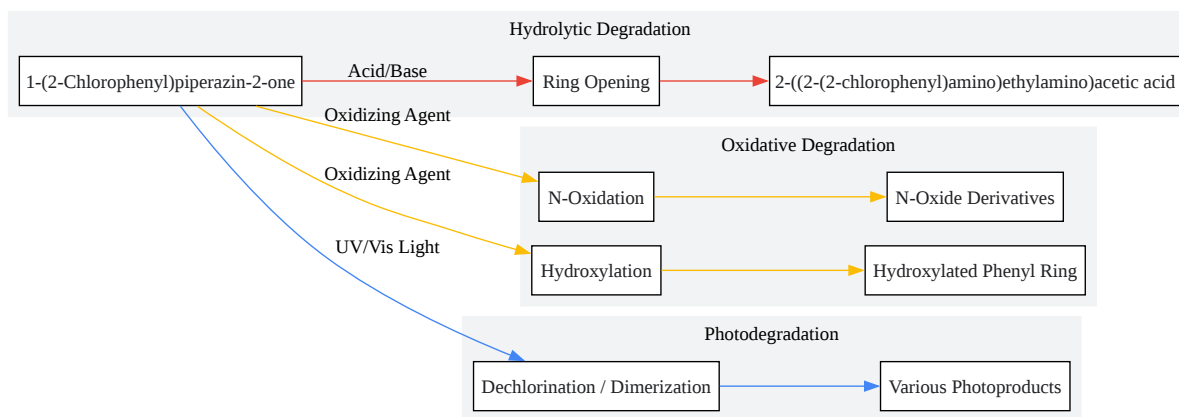 Hydrolytic Degradation
1-(2-Chlorophenyl)piperazin-2-one
Acid/Base
Ring Opening
2-((2-(2-chlorophenyl)amino)ethylamino)acetic acid
Oxidizing Agent
Oxidative Degradation
Oxidizing Agent
N-Oxidation
N-Oxide Derivatives
UV/Vis Light
Hydroxylation
Hydroxylated Phenyl Ring
Photodegradation
Dechlorination / Dimerization
Various Photoproducts